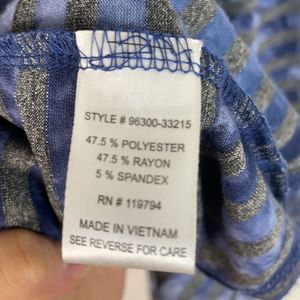 STYLE # 96300-33215
47.5 % POLYESTER
47.5 % RAYON
5 % SPANDEX
RN # 119794
MADE IN VIETNAM
SEE REVERSE FOR CARE